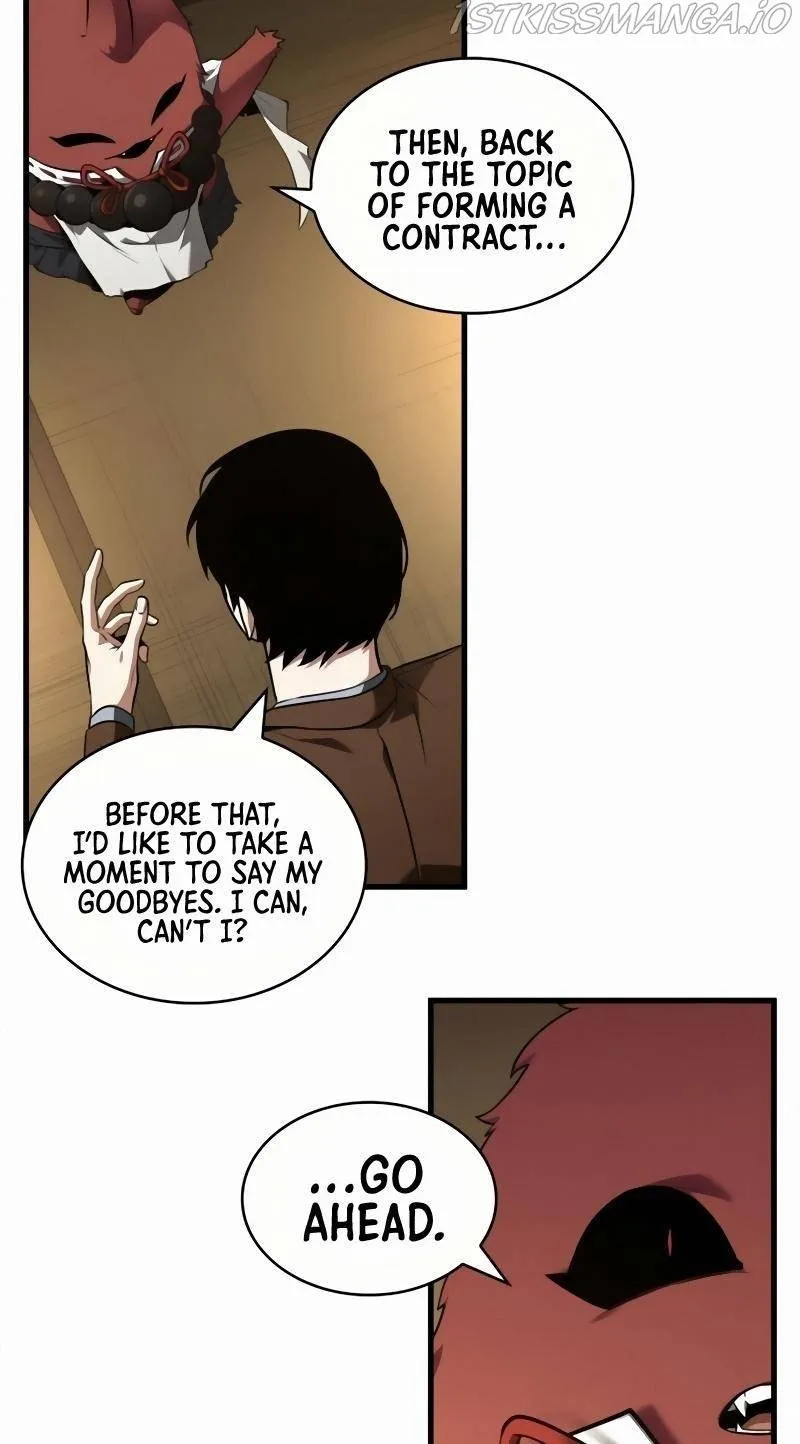 1STKISSMANGA.IO
THEN, BACK
TO THE TOPIC
OF FORMING A
CONTRACT...
BEFORE THAT,
I'D LIKE TO TAKE A
MOMENT TO SAY MY
GOODBYES. I CAN,
CAN'T I?
...GO
AHEAD.